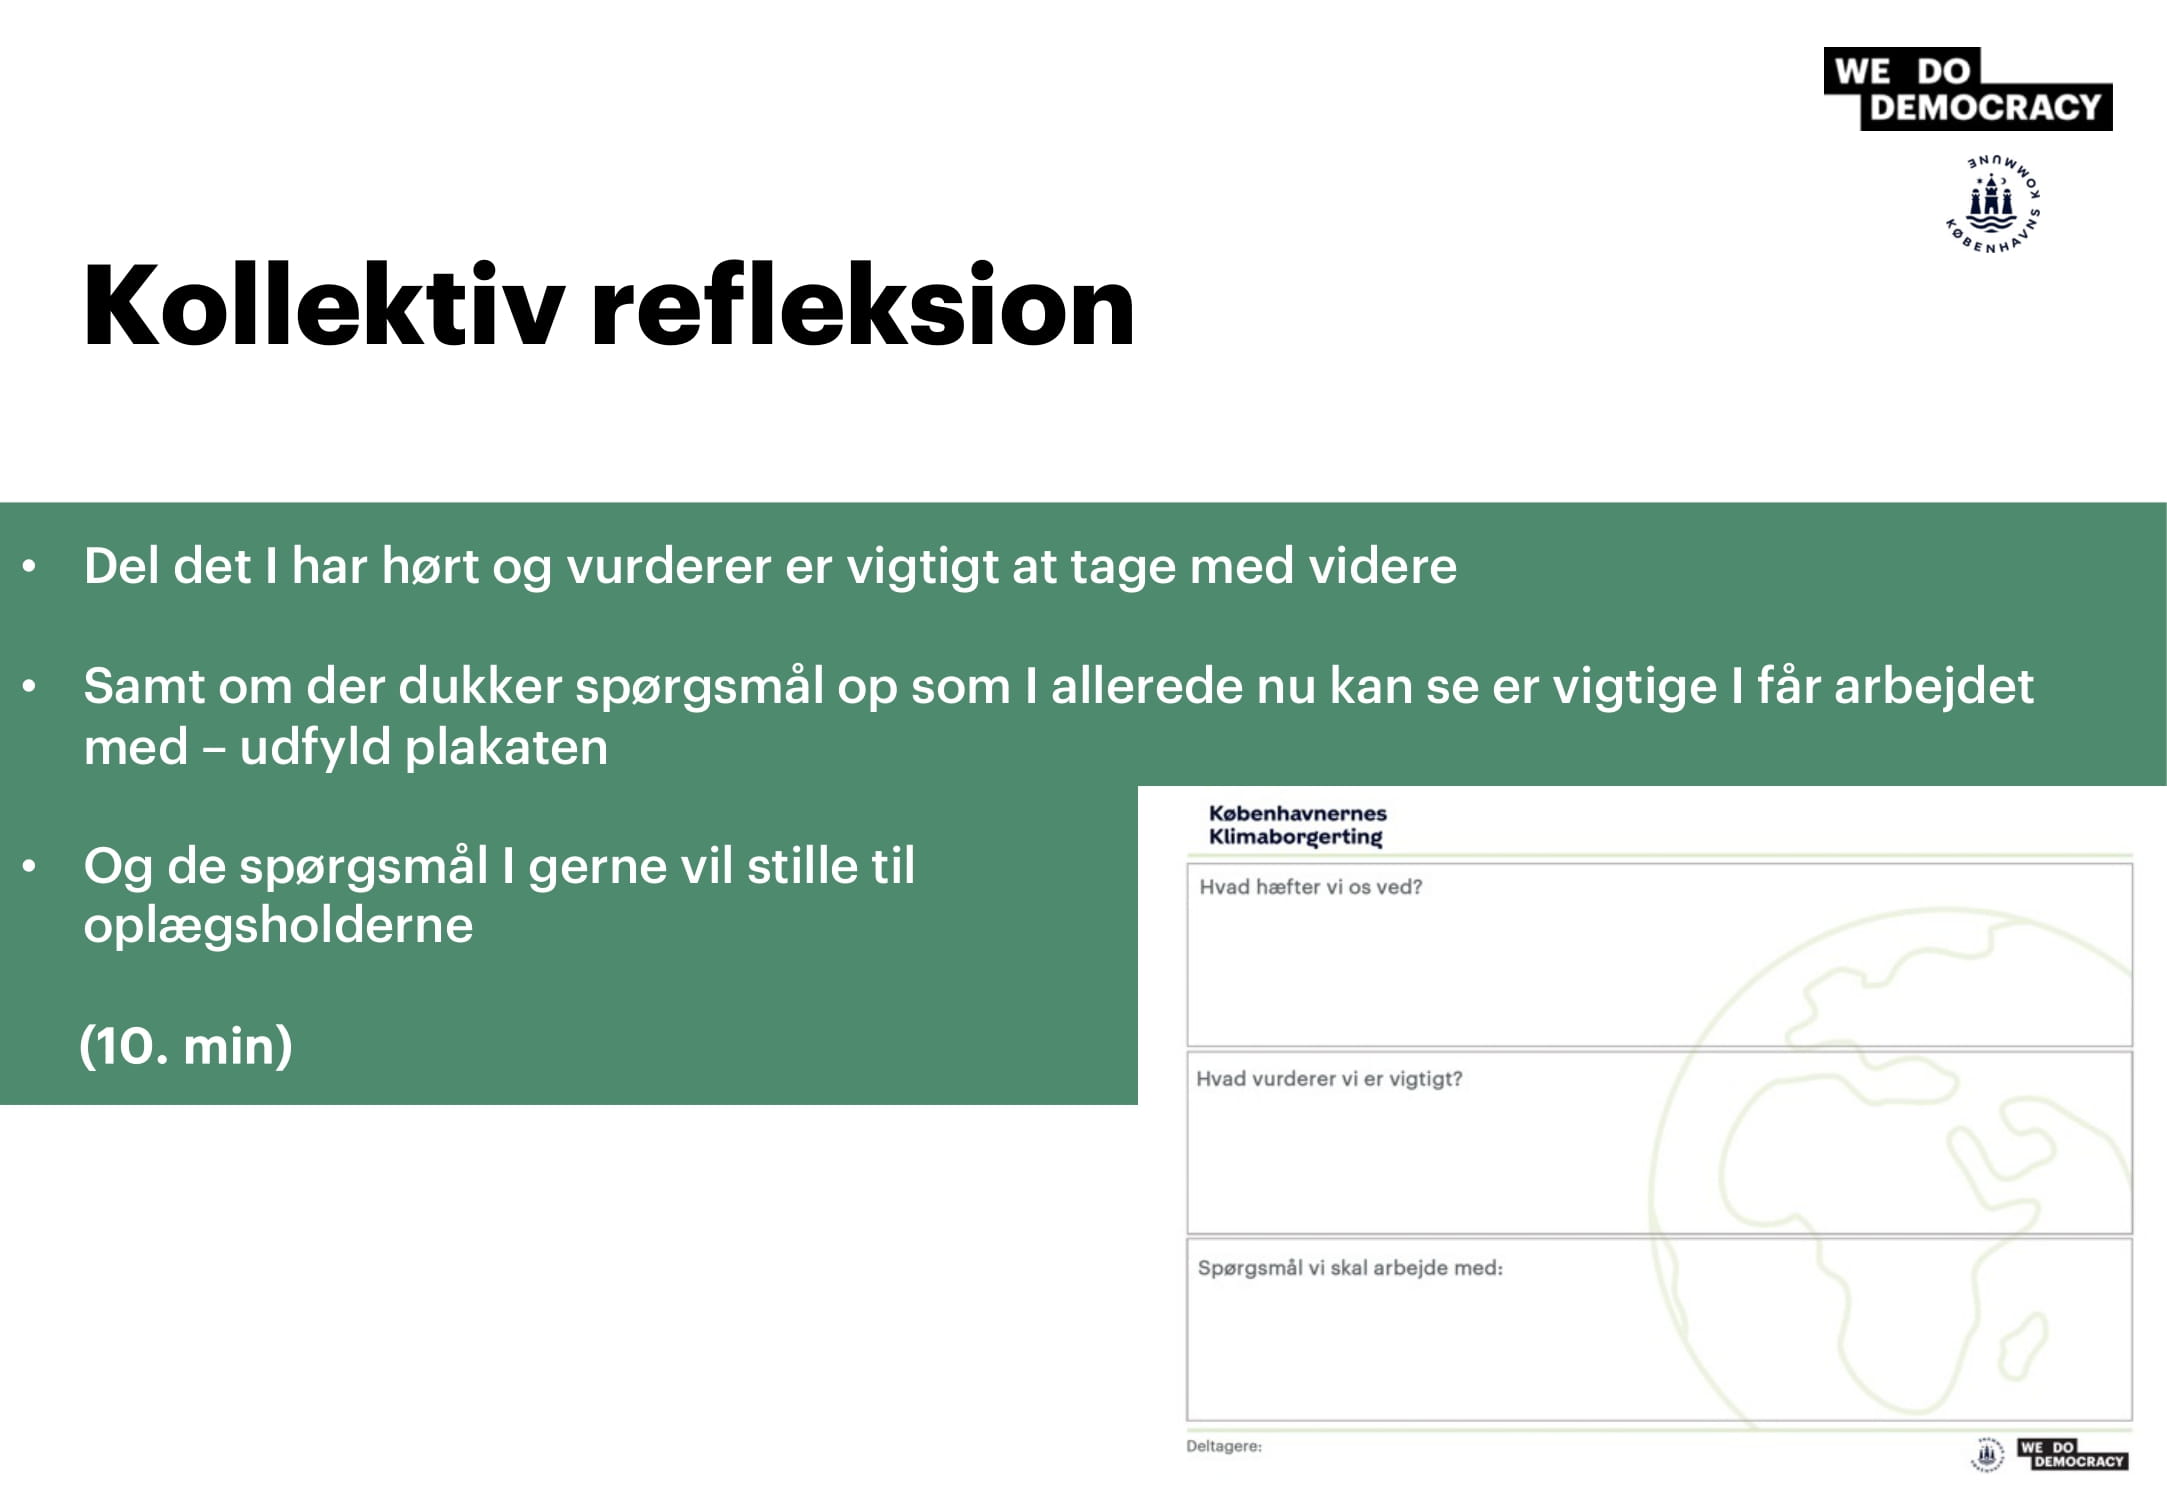 WE DO
DEMOCRACY
KØBENHAVNS KOMMUNE
Kollektiv refleksion
• Del det I har hørt og vurderer er vigtigt at tage med videre
• Samt om der dukker spørgsmål op som I allerede nu kan se er vigtige I får arbejdet
med – udfyld plakaten
• Og de spørgsmål I gerne vil stille til
oplægsholderne
(10. min)
Københavnernes
Klimaborgerting
Hvad hæfter vi os ved?
Hvad vurderer vi er vigtigt?
Spørgsmål vi skal arbejde med:
Deltagere:
WE DO
DEMOCRACY